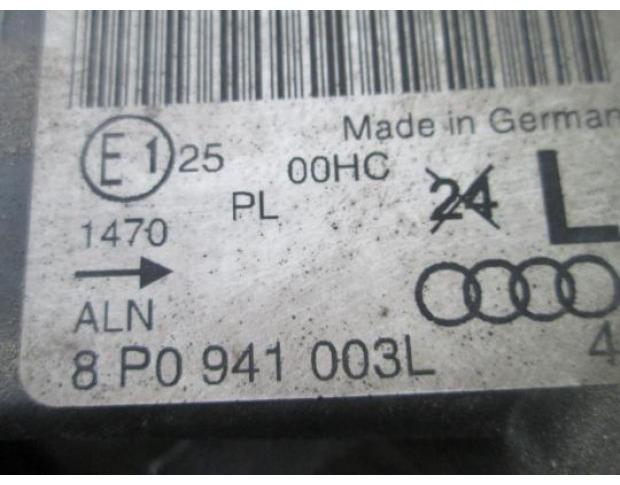 Made in German
E1 25 00HC 24 L
PL
1470
ALN
8 P0 941 003L 4